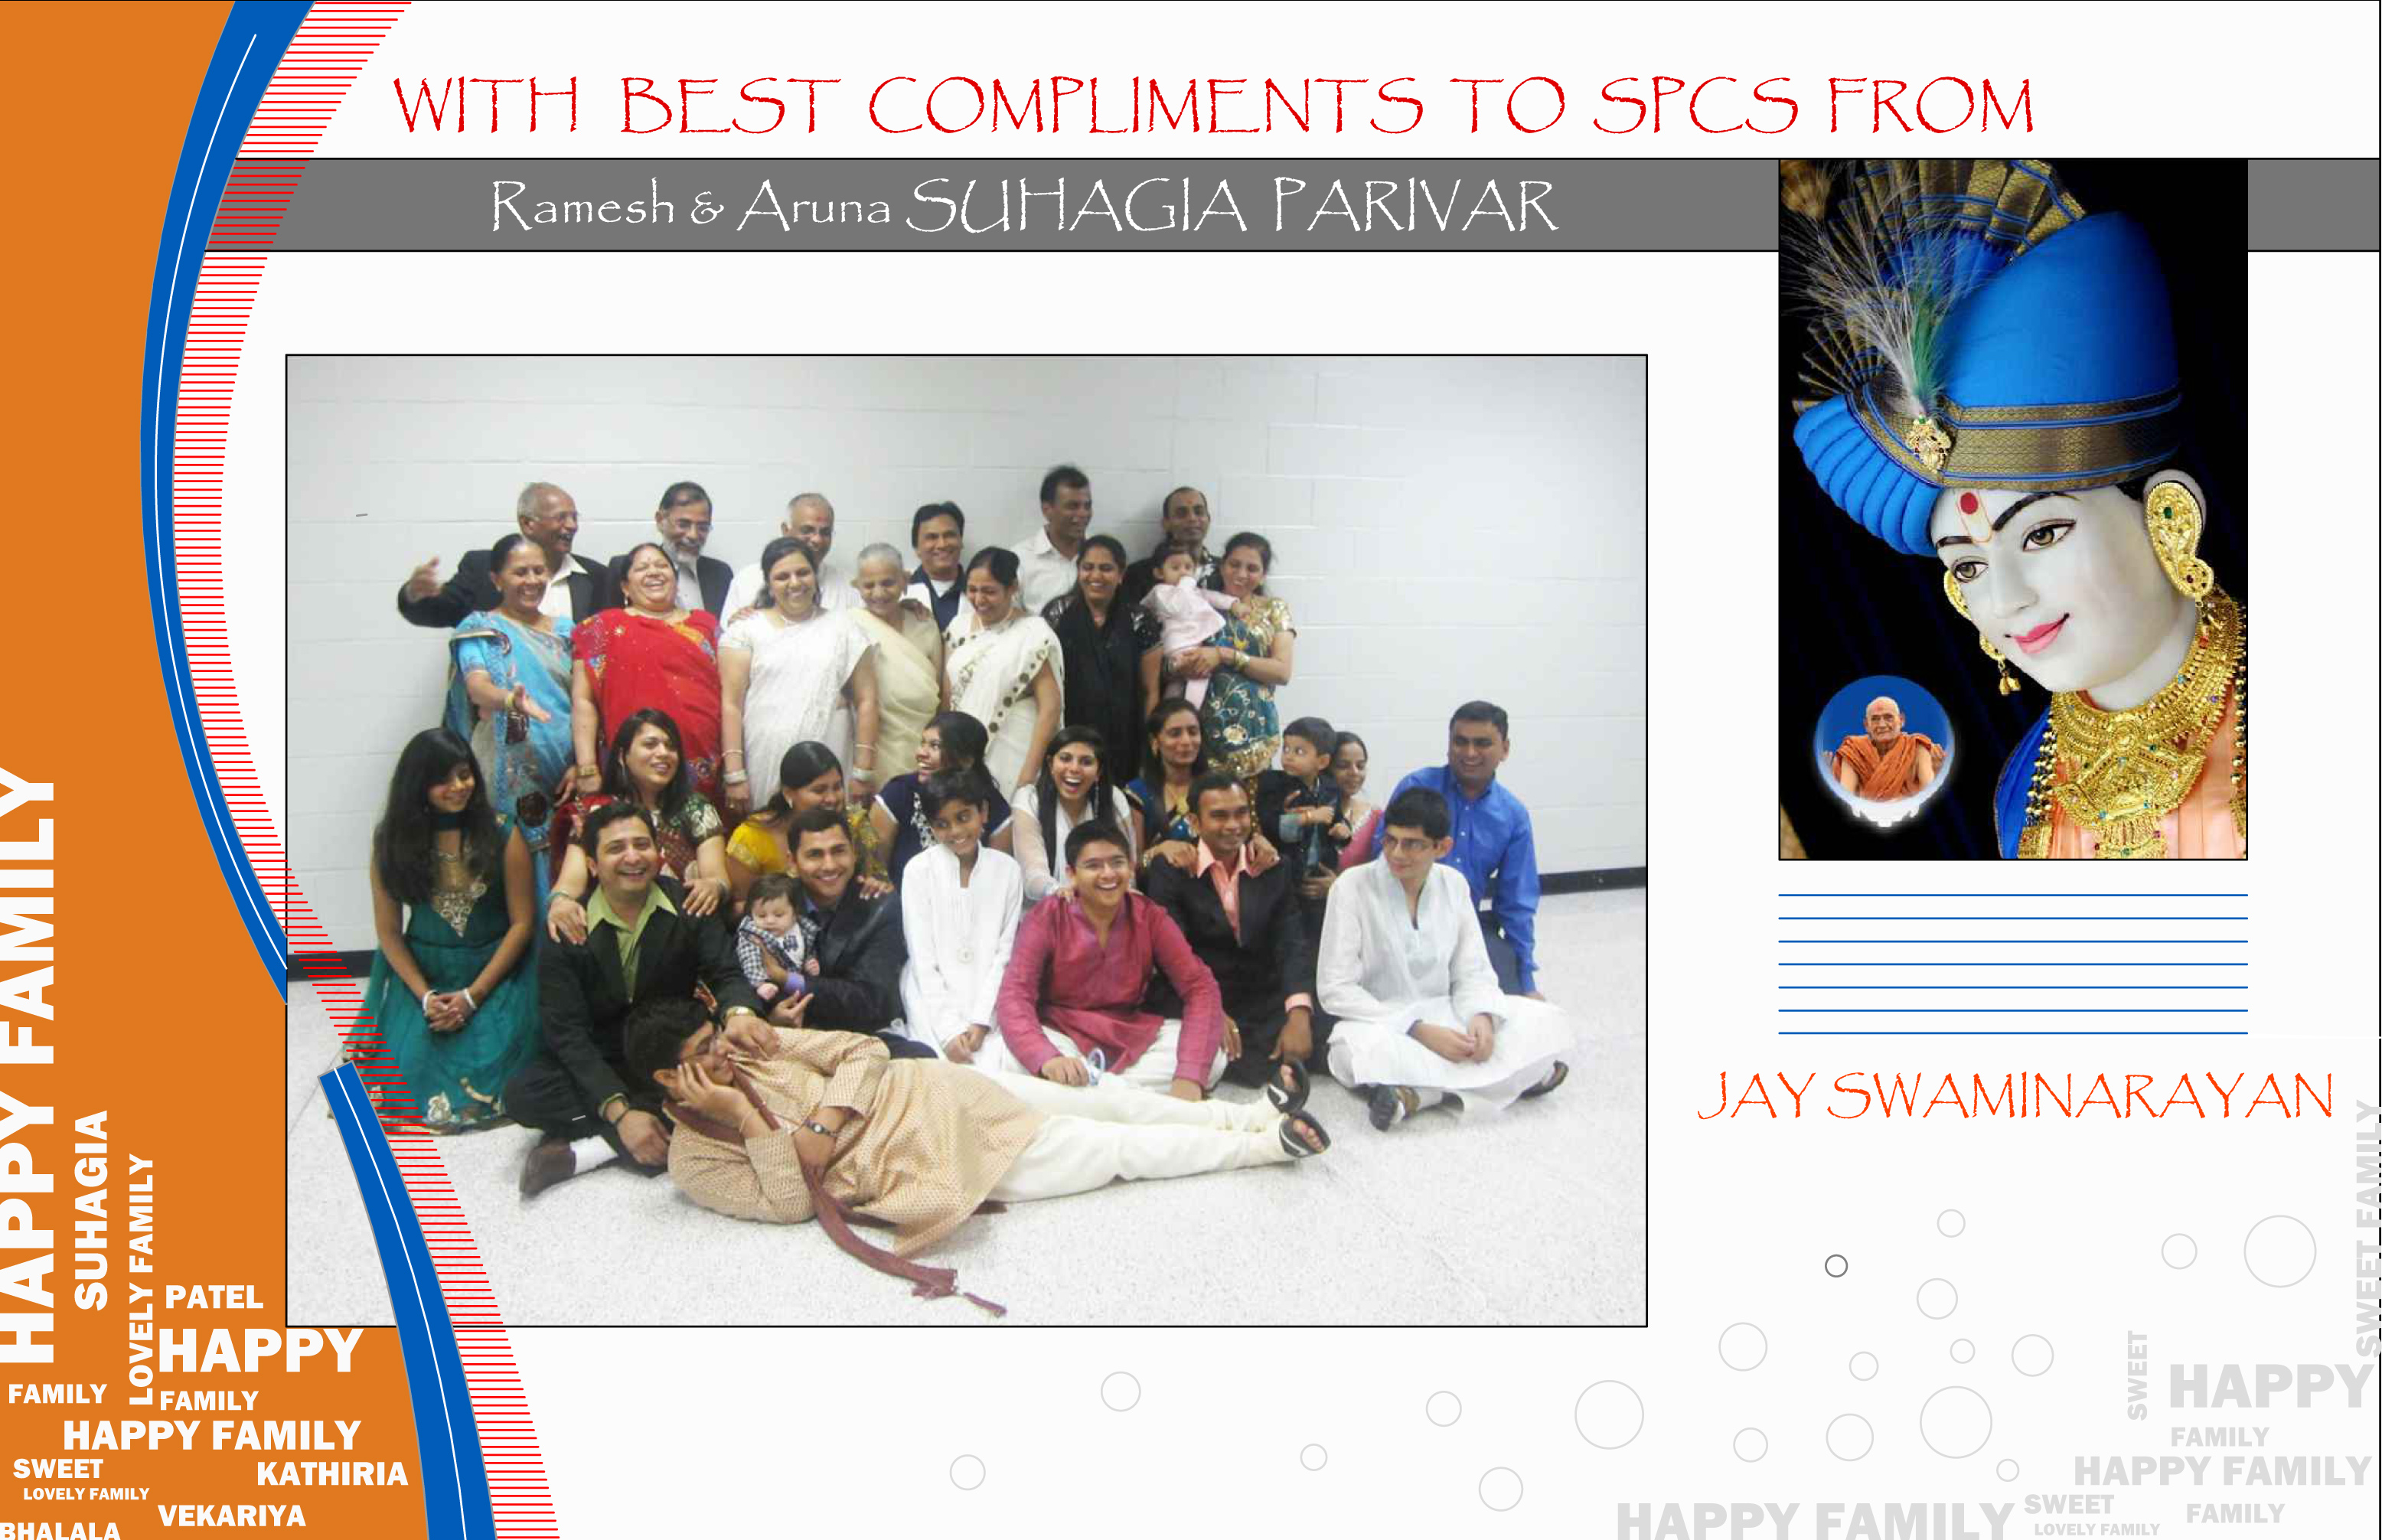 WITH BEST COMPLIMENTS TO SPCS FROM
Ramesh & Aruna SUHAGIA PARIVAR
JAY SWAMINARAYAN
HAPPY FAMILY
SUHAGIA
LOVELY FAMILY
PATEL
HAPPY
FAMILY
FAMILY
HAPPY FAMILY
SWEET
KATHIRIA
LOVELY FAMILY
VEKARIYA
BHALALA
SWEET FAMILY
SWEET
HAPPY
FAMILY
HAPPY FAMILY
HAPPY FAMILY
SWEET
FAMILY
LOVELY FAMILY